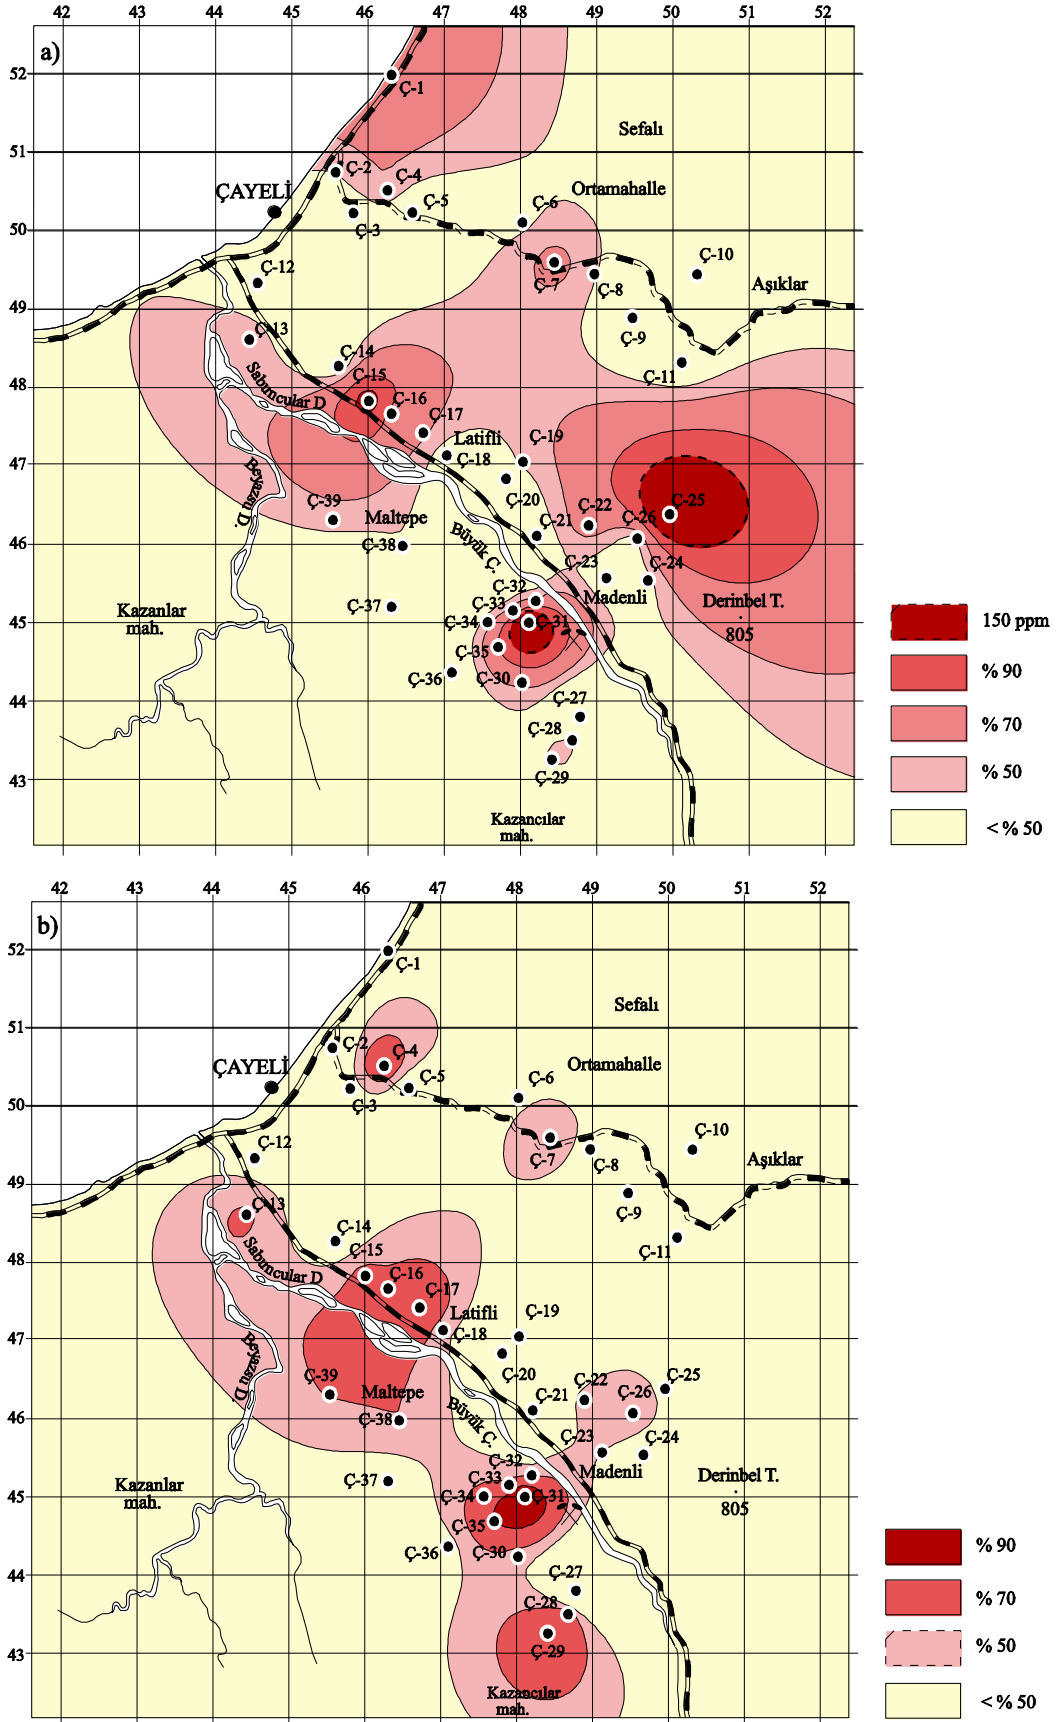 42 43 44 45 46 47 48 49 50 51 52
a)
52
Ç-1
Sefalı
51
Ç-2
Ç-4
ÇAYELİ
Ortamahalle
Ç-5
Ç-6
Ç-3
50
Ç-10
Ç-12
Ç-7
Ç-8
Aşıklar
49
Ç-13
Ç-9
Ç-14
Ç-11
Ç-15
48
Sabuncular D
Ç-16
Ç-17
Latifli
Ç-19
47
Ç-18
Beyazsu D.
Ç-20
Ç-39
Maltepe
Ç-22
Ç-25
Ç-21
Ç-26
46
Ç-38
Büyük Ç.
Ç-23
Ç-24
Ç-32
Madenli
Derinbel T.
805
Kazanlar
mah.
Ç-37
Ç-33
45
Ç-34
Ç-31
Ç-35
Ç-36
Ç-30
44
Ç-27
Ç-28
43
Ç-29
Kazancılar
mah.
150 ppm
% 90
% 70
% 50
< % 50
42 43 44 45 46 47 48 49 50 51 52
b)
52
Ç-1
Sefalı
51
Ç-2
Ç-4
ÇAYELİ
Ortamahalle
Ç-5
Ç-6
Ç-3
50
Ç-12
Ç-10
Ç-7
Ç-8
Aşıklar
49
Ç-13
Ç-9
Ç-14
Ç-15
Ç-11
48
Sabuncular D
Ç-16
Ç-17
Latifli
Ç-19
47
Ç-18
Beyazsu D.
Ç-20
Ç-39
Maltepe
Ç-22
Ç-25
Ç-21
Ç-26
46
Ç-38
Büyük Ç.
Ç-23
Ç-24
Ç-32
Madenli
Derinbel T.
805
Kazanlar
mah.
Ç-37
Ç-33
45
Ç-34
Ç-31
Ç-35
Ç-36
Ç-30
44
Ç-27
Ç-28
43
Ç-29
Kazancılar
mah.
% 90
% 70
% 50
< % 50